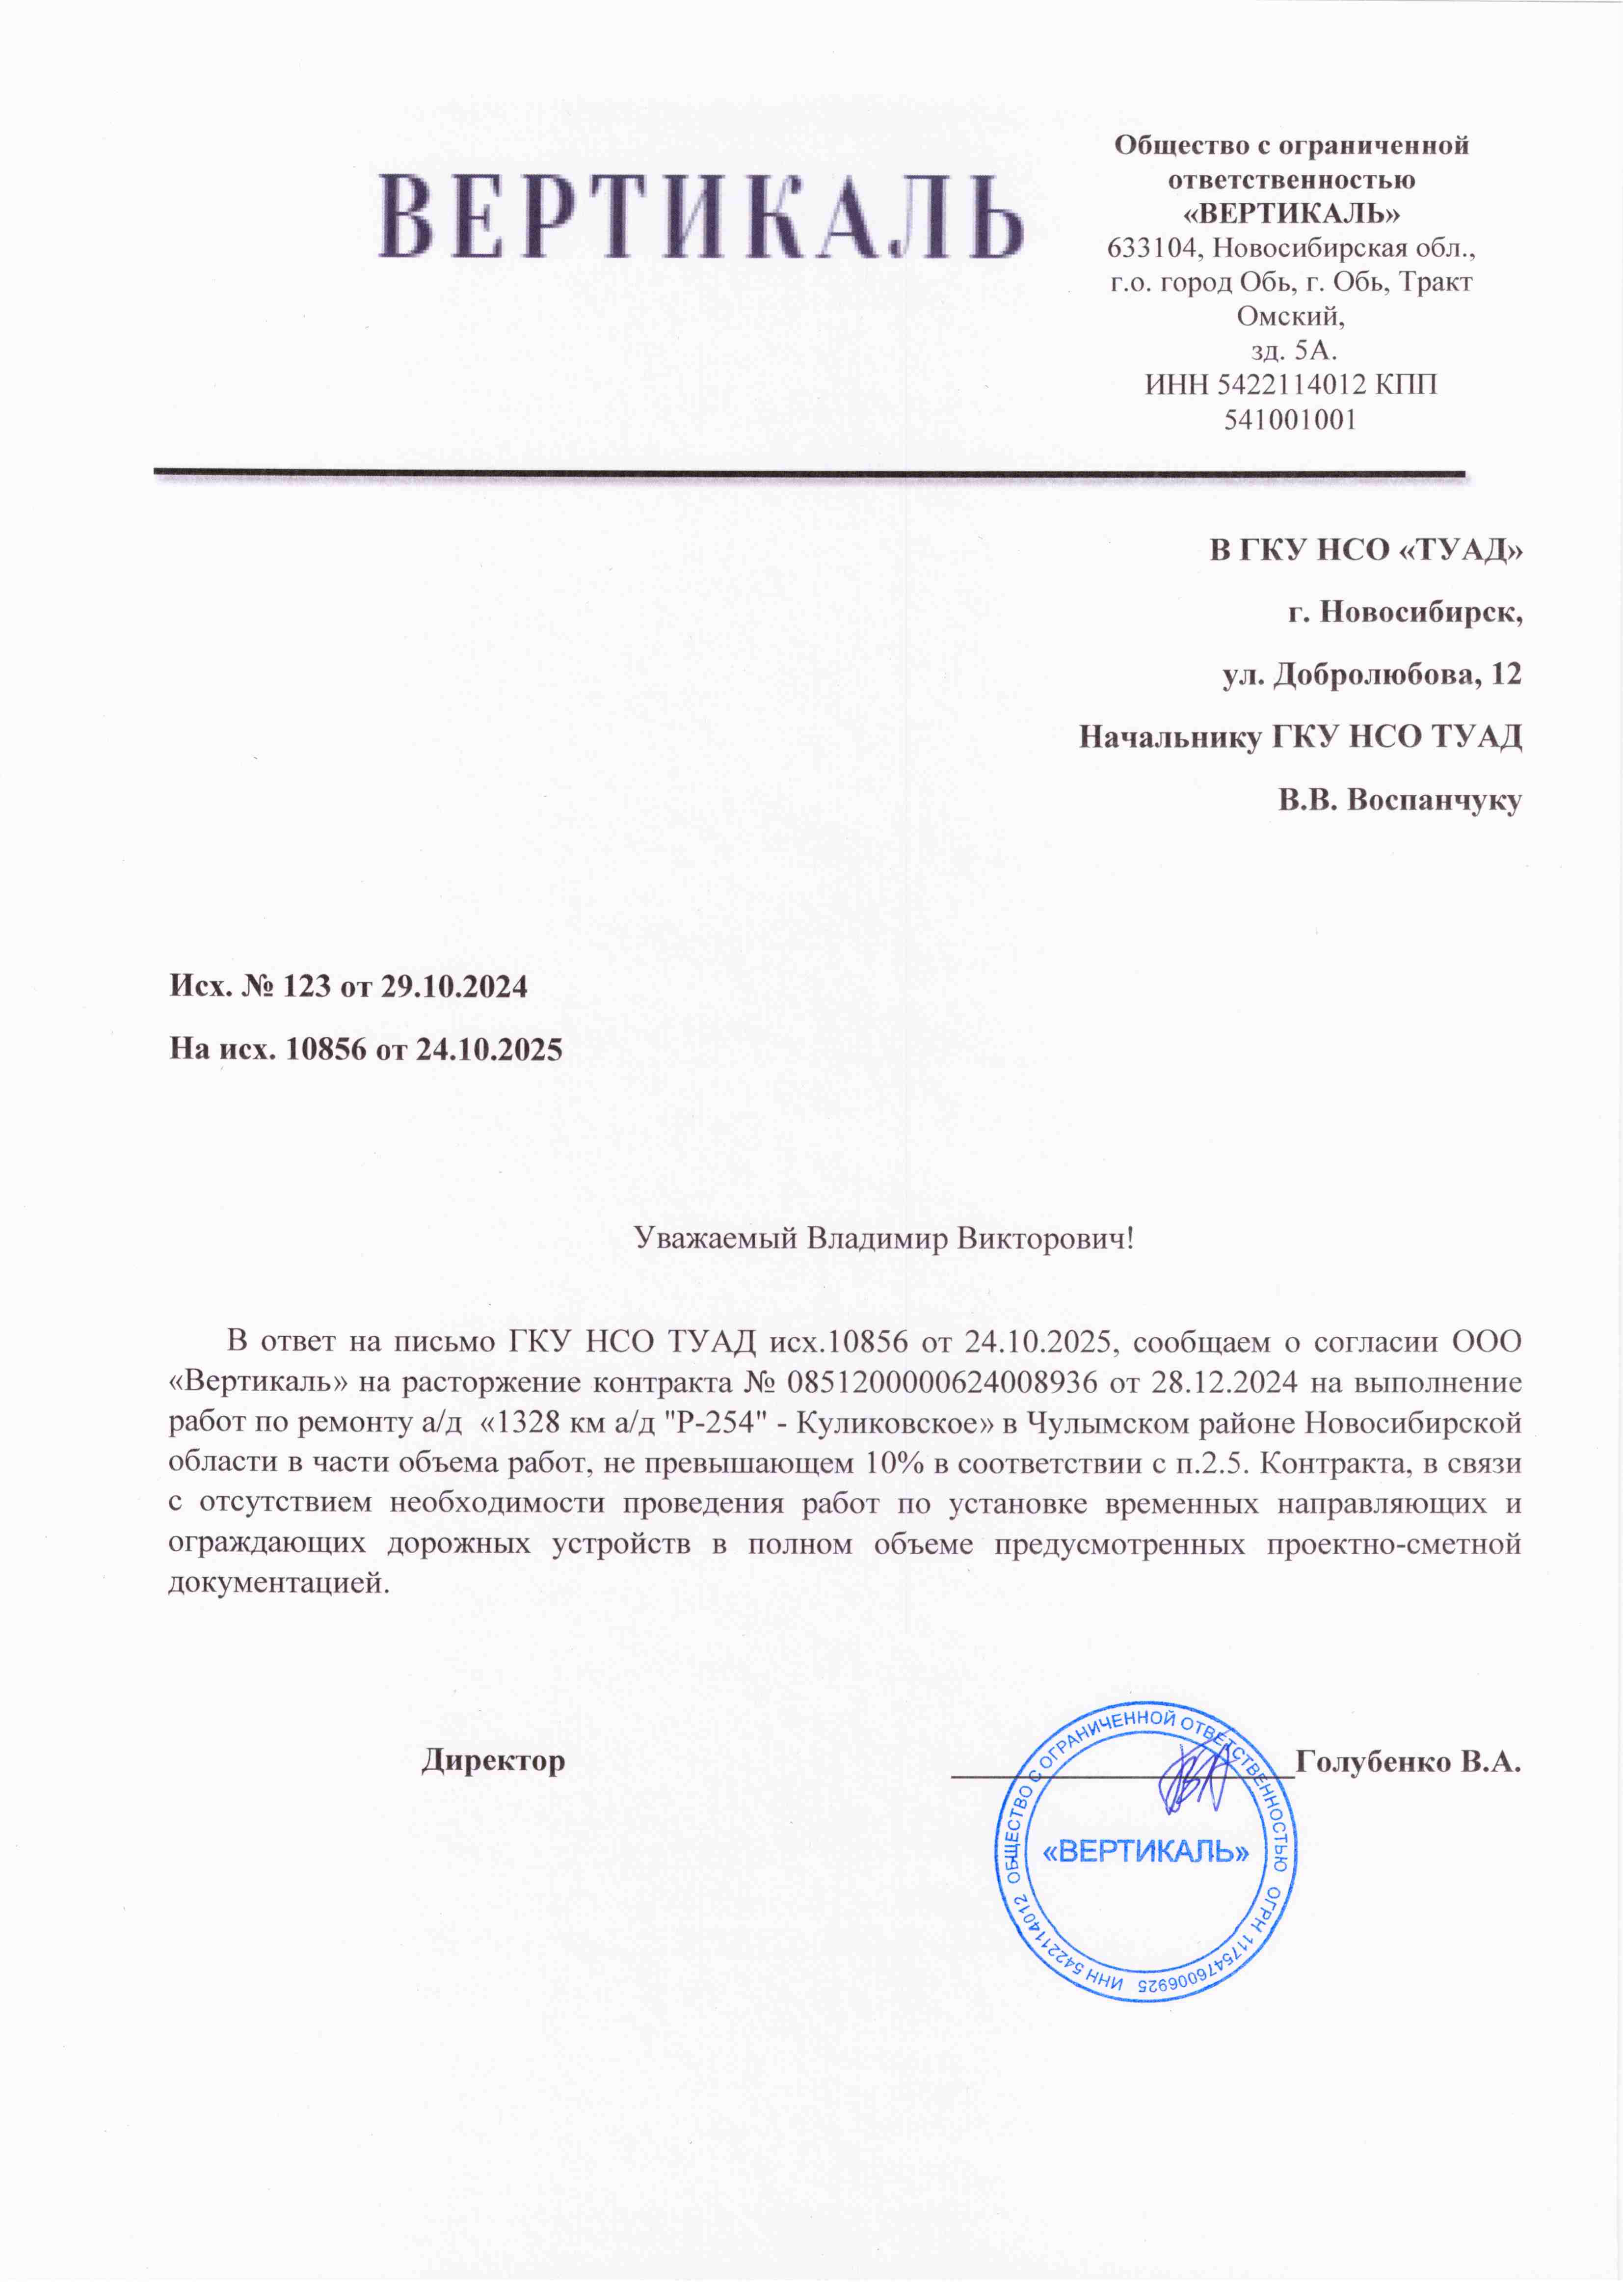 ВЕРТИКАЛЬ
Общество с ограниченной
ответственностью
«ВЕРТИКАЛЬ»
633104, Новосибирская обл.,
г.о. город Обь, г. Обь, Тракт
Омский,
зд. 5А.
ИНН 5422114012 КПП
541001001
В ГКУ НСО «ТУАД»
г. Новосибирск,
ул. Добролюбова, 12
Начальнику ГКУ НСО ТУАД
В.В. Воспанчуку
Исх. № 123 от 29.10.2024
На исх. 10856 от 24.10.2025
Уважаемый Владимир Викторович!
В ответ на письмо ГКУ НСО ТУАД исх.10856 от 24.10.2025, сообщаем о согласии ООО
«Вертикаль» на расторжение контракта № 0851200000624008936 от 28.12.2024 на выполнение
работ по ремонту а/д «1328 км а/д "Р-254" - Куликовское» в Чулымском районе Новосибирской
области в части объема работ, не превышающем 10% в соответствии с п.2.5. Контракта, в связи
с отсутствием необходимости проведения работ по установке временных направляющих и
ограждающих дорожных устройств в полном объеме предусмотренных проектно-сметной
документацией.
Директор ____________________Голубенко В.А.
ОБЩЕСТВО С ОГРАНИЧЕННОЙ ОТВЕТСТВЕННОСТЬЮ ОГРН 1175476006925 ИНН 5422114012
«ВЕРТИКАЛЬ»